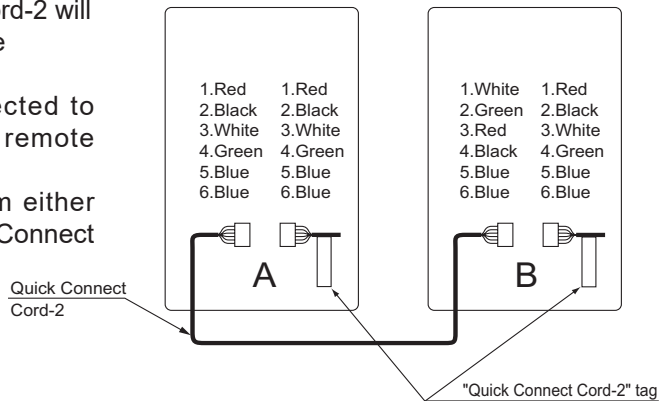 ord-2 will
e
ected to
remote
m either
Connect
1.Red 1.Red
2.Black 2.Black
3.White 3.White
4.Green 4.Green
5.Blue 5.Blue
6.Blue 6.Blue
A
1.White 1.Red
2.Green 2.Black
3.Red 3.White
4.Black 4.Green
5.Blue 5.Blue
6.Blue 6.Blue
B
Quick Connect
Cord-2
"Quick Connect Cord-2" tag